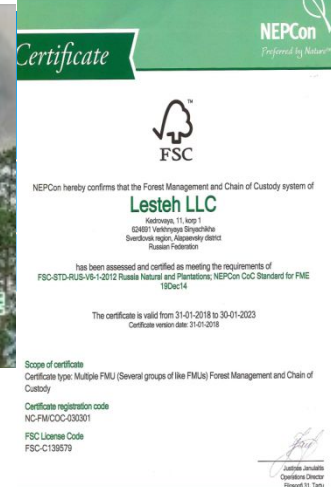 Certificate
NEPCon
Preferred by Nature™
FSC
NEPCon hereby confirms that the Forest Management and Chain of Custody system of
Lesteh LLC
Kedrovaya, 11, korp 1
624691 Verkhnyaya Sinyachikha
Sverdlovsk region, Alapaevsky district
Russian Federation
has been assessed and certified as meeting the requirements of
FSC-STD-RUS-V6-1-2012 Russia Natural and Plantations; NEPCon CoC Standard for FME
19Dec14
The certificate is valid from 31-01-2018 to 30-01-2023
Certificate version date: 31-01-2018
Scope of certificate
Certificate type: Multiple FMU (Several groups of like FMUs) Forest Management and Chain of
Custody
Certificate registration code
NC-FM/COC-030301
FSC License Code
FSC-C139579
Operations Director
Tartu